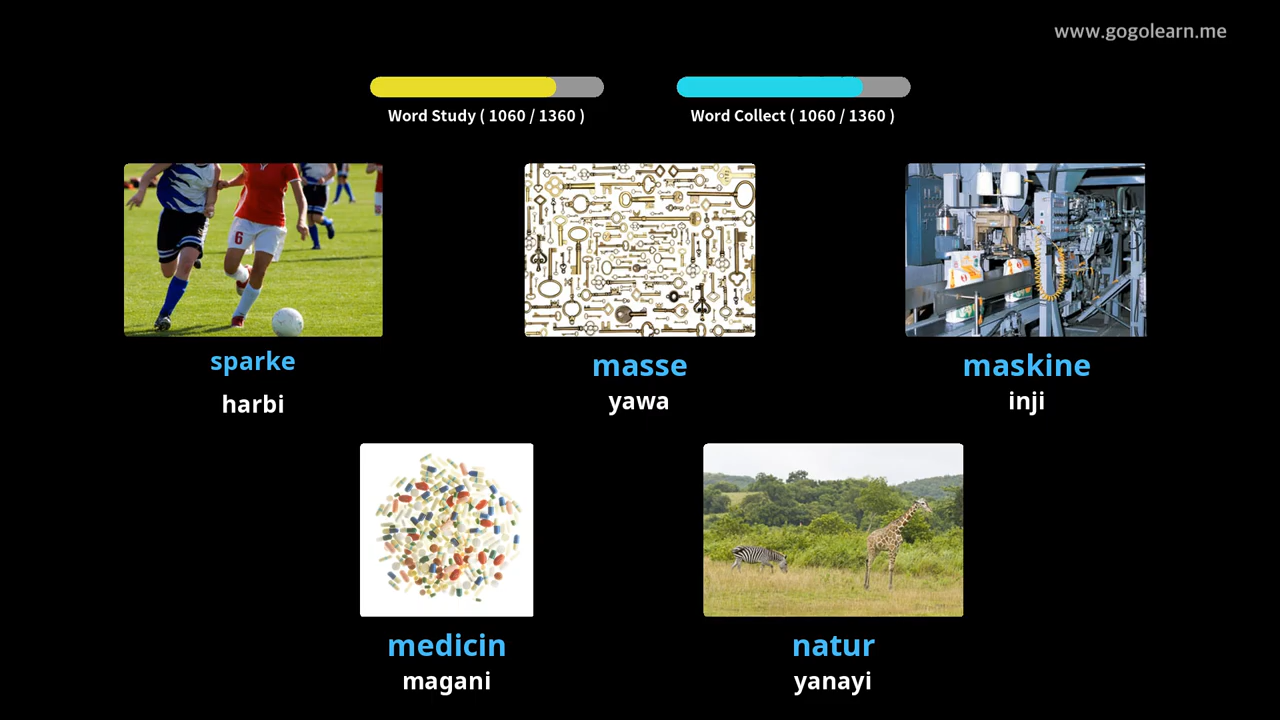 www.gogolearn.me
Word Study ( 1060 / 1360 )
Word Collect ( 1060 / 1360 )
6
sparke
harbi
masse
yawa
maskine
inji
medicin
magani
natur
yanayi